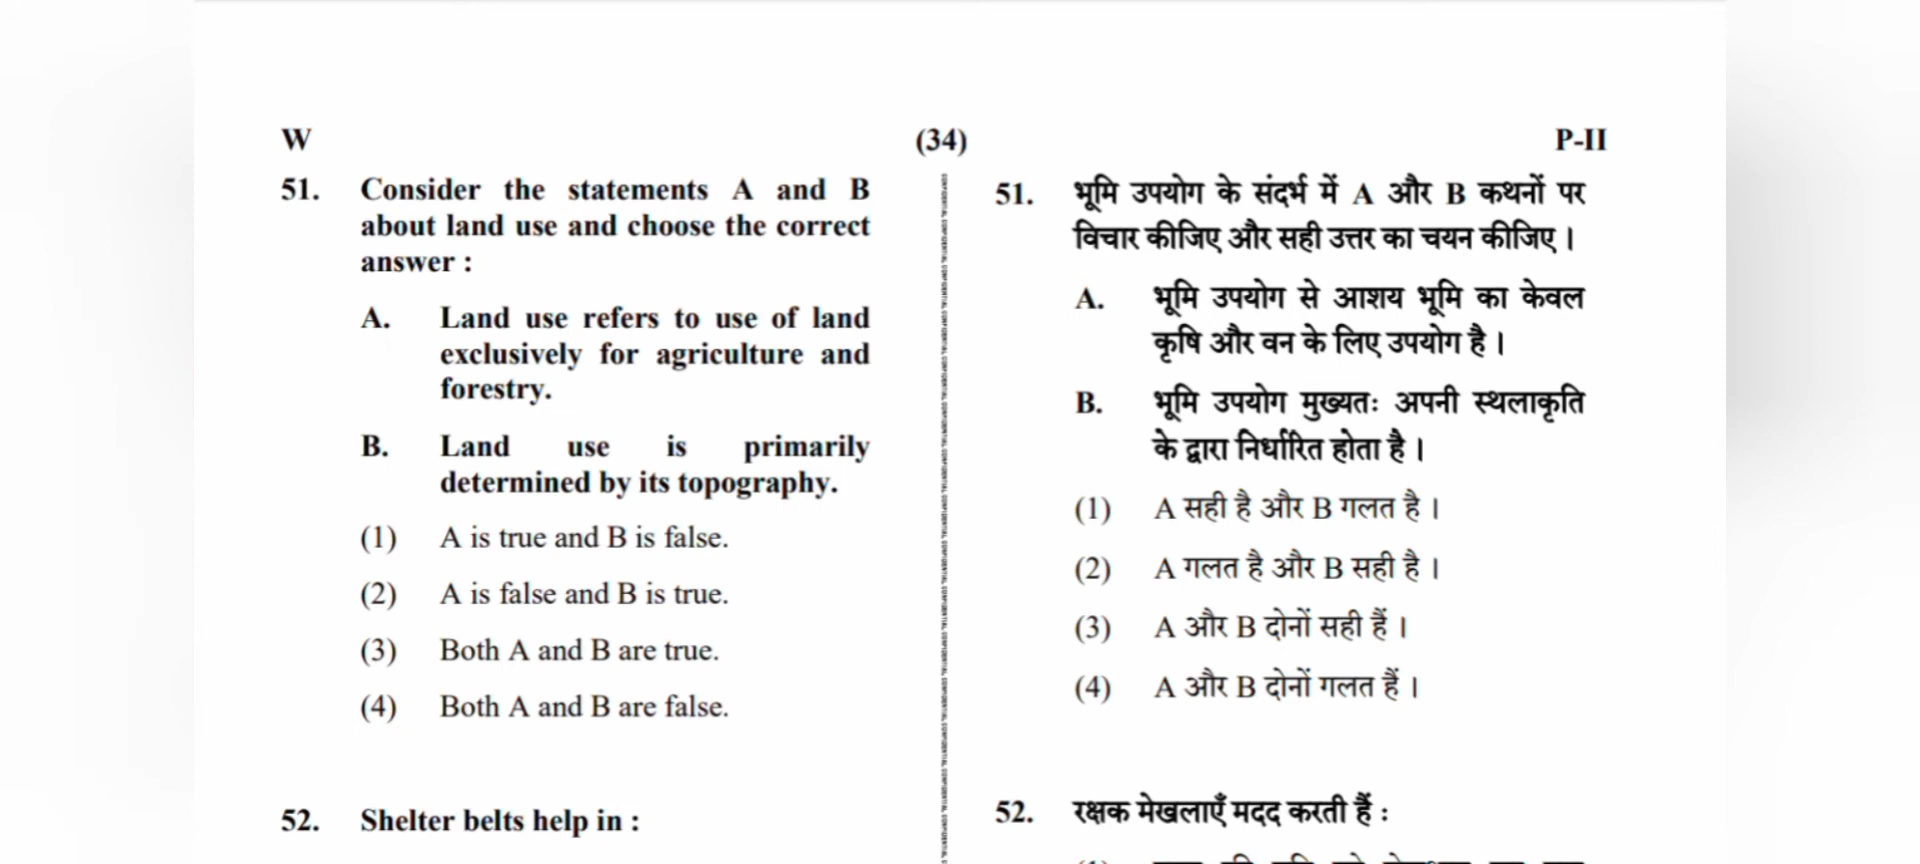 W (34) P-II
51. Consider the statements A and B
about land use and choose the correct
answer :
A. Land use refers to use of land
exclusively for agriculture and
forestry.
B. Land use is primarily
determined by its topography.
(1) A is true and B is false.
(2) A is false and B is true.
(3) Both A and B are true.
(4) Both A and B are false.
52. Shelter belts help in :
51. भूमि उपयोग के संदर्भ में A और B कथनों पर
विचार कीजिए और सही उत्तर का चयन कीजिए ।
A. भूमि उपयोग से आशय भूमि का केवल
कृषि और वन के लिए उपयोग है ।
B. भूमि उपयोग मुख्यतः अपनी स्थलाकृति
के द्वारा निर्धारित होता है ।
(1) A सही है और B गलत है ।
(2) A गलत है और B सही है ।
(3) A और B दोनों सही हैं ।
(4) A और B दोनों गलत हैं ।
52. रक्षक मेखलाएँ मदद करती हैं :